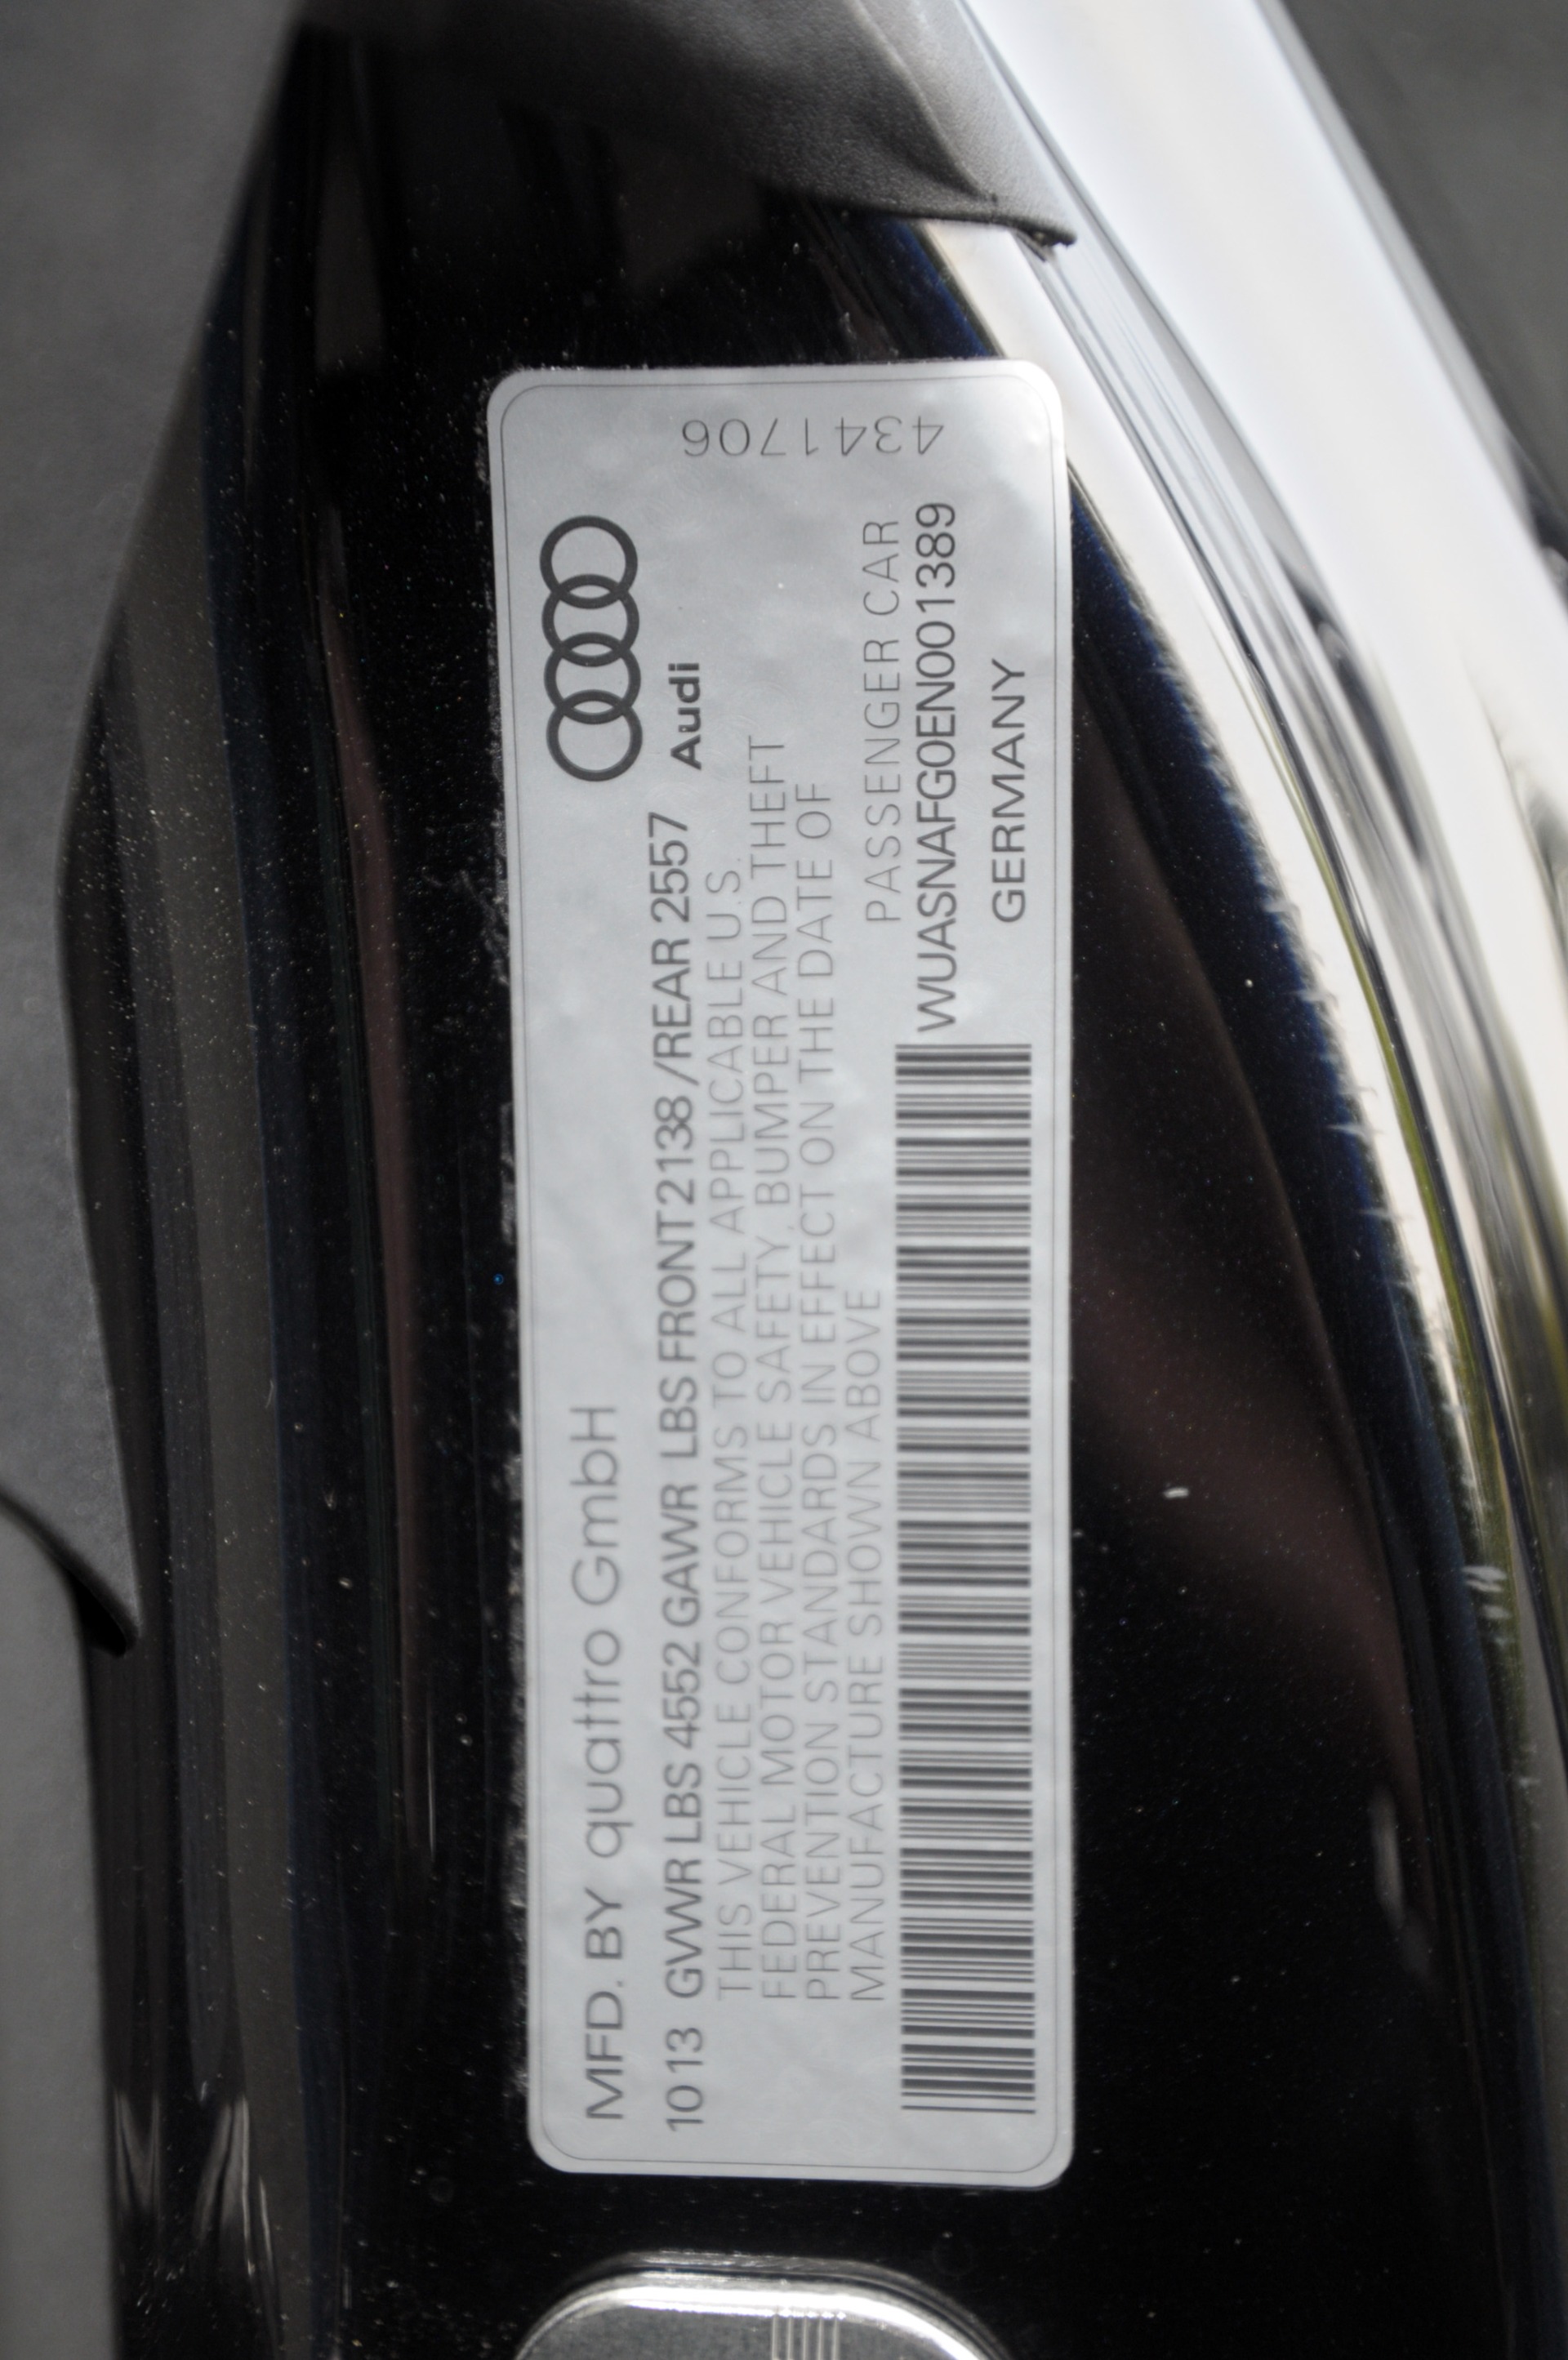 MFD. BY quattro GmbH
Audi
10 13 GVWR LBS 4552 GAWR LBS FRONT 2138 /REAR 2557
THIS VEHICLE CONFORMS TO ALL APPLICABLE U.S.
FEDERAL MOTOR VEHICLE SAFETY, BUMPER AND THEFT
PREVENTION STANDARDS IN EFFECT ON THE DATE OF
MANUFACTURE SHOWN ABOVE
PASSENGER CAR
WUASNAFG0EN001389
GERMANY
4341706